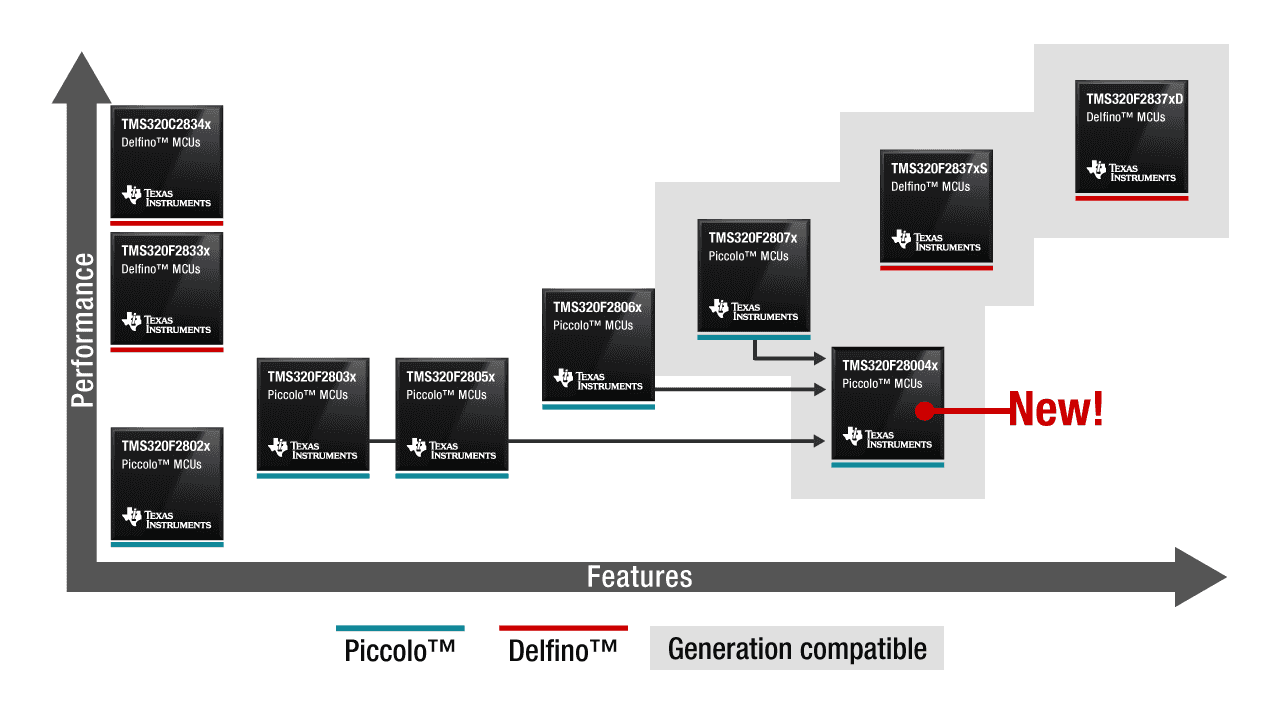 Performance
TMS320C2834x
Delfino™ MCUs
TEXAS
INSTRUMENTS
TMS320F2833x
Delfino™ MCUs
TEXAS
INSTRUMENTS
TMS320F2802x
Piccolo™ MCUs
TEXAS
INSTRUMENTS
TMS320F2803x
Piccolo™ MCUs
TEXAS
INSTRUMENTS
TMS320F2805x
Piccolo™ MCUs
TEXAS
INSTRUMENTS
TMS320F2806x
Piccolo™ MCUs
TEXAS
INSTRUMENTS
TMS320F2807x
Piccolo™ MCUs
TEXAS
INSTRUMENTS
TMS320F28004x
Piccolo™ MCUs
TEXAS
INSTRUMENTS
New!
TMS320F2837xS
Delfino™ MCUs
TEXAS
INSTRUMENTS
TMS320F2837xD
Delfino™ MCUs
TEXAS
INSTRUMENTS
Features
Piccolo™
Delfino™
Generation compatible